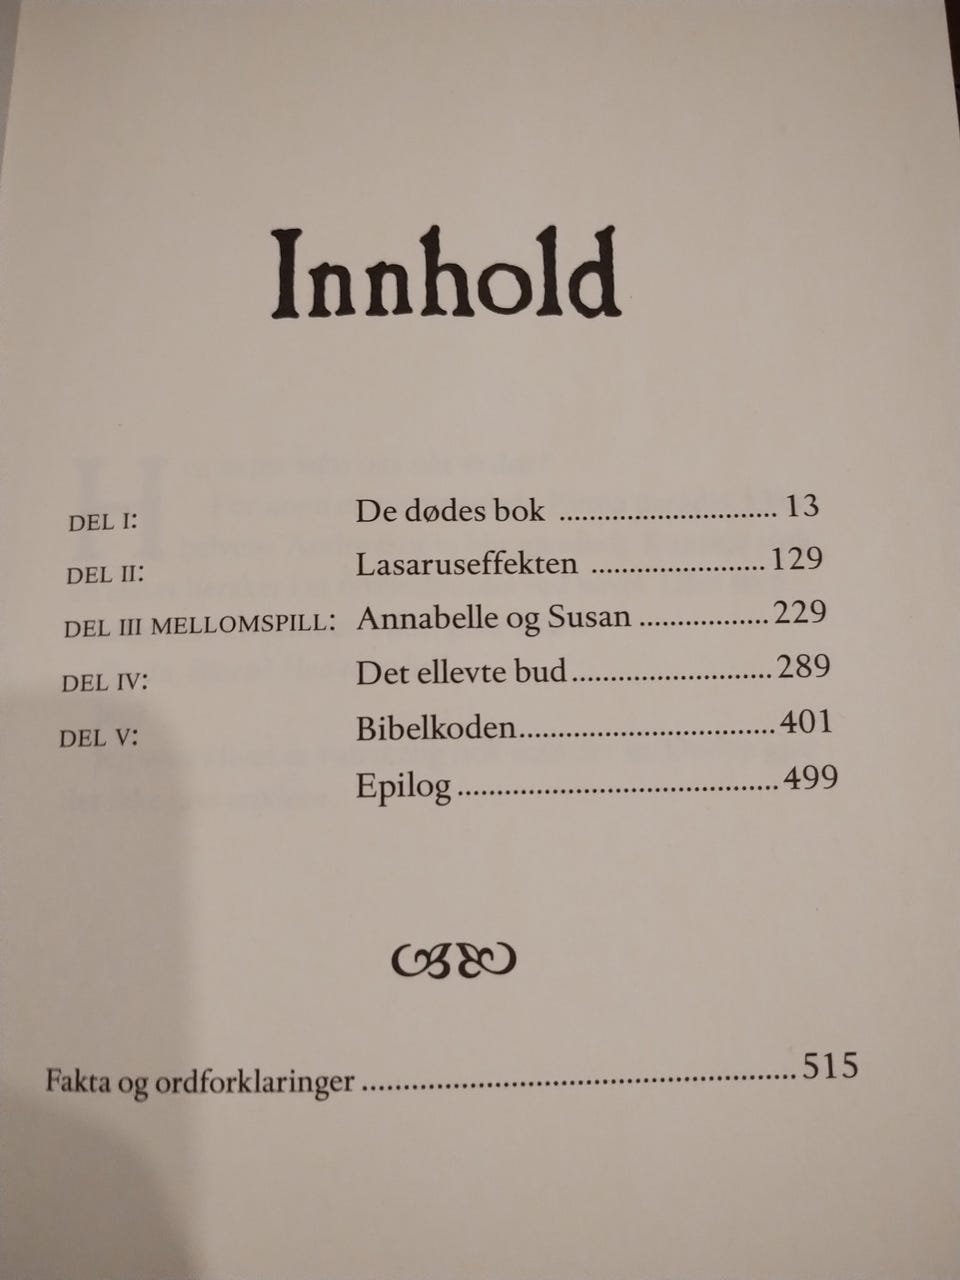 Innhold
DEL I: De dødes bok .......................... 13
DEL II: Lasaruseffekten ..................... 129
DEL III MELLOMSPILL: Annabelle og Susan ................ 229
DEL IV: Det ellevte bud ........................ 289
DEL V: Bibelkoden ............................... 401
Epilog ....................................... 499
Fakta og ordforklaringer ..................................................... 515